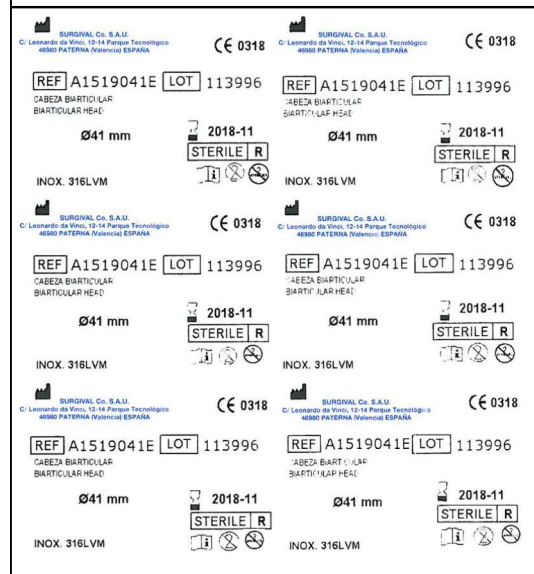 SURGIVAL Co. S.A.U.
C/ Leonardo da Vinci, 12-14 Parque Tecnológico
46980 PATERNA (Valencia) ESPAÑA
CE 0318
REF A1519041E LOT 113996
CABEZA BIARTICULAR
BIARTICULAR HEAD
Ø41 mm
2018-11
STERILE R
INOX. 316LVM
SURGIVAL Co. S.A.U.
C/ Leonardo da Vinci, 12-14 Parque Tecnológico
46980 PATERNA (Valencia) ESPAÑA
CE 0318
REF A1519041E LOT 113996
CABEZA BIARTICULAR
BIARTICULAR HEAD
Ø41 mm
2018-11
STERILE R
INOX. 316LVM
SURGIVAL Co. S.A.U.
C/ Leonardo da Vinci, 12-14 Parque Tecnológico
46980 PATERNA (Valencia) ESPAÑA
CE 0318
REF A1519041E LOT 113996
CABEZA BIARTICULAR
BIARTICULAR HEAD
Ø41 mm
2018-11
STERILE R
INOX. 316LVM
SURGIVAL Co. S.A.U.
C/ Leonardo da Vinci, 12-14 Parque Tecnológico
46980 PATERNA (Valencia) ESPAÑA
CE 0318
REF A1519041E LOT 113996
CABEZA BIARTICULAR
BIARTICULAR HEAD
Ø41 mm
2018-11
STERILE R
INOX. 316LVM
SURGIVAL Co. S.A.U.
C/ Leonardo da Vinci, 12-14 Parque Tecnológico
46980 PATERNA (Valencia) ESPAÑA
CE 0318
REF A1519041E LOT 113996
CABEZA BIARTICULAR
BIARTICULAR HEAD
Ø41 mm
2018-11
STERILE R
INOX. 316LVM
SURGIVAL Co. S.A.U.
C/ Leonardo da Vinci, 12-14 Parque Tecnológico
46980 PATERNA (Valencia) ESPAÑA
CE 0318
REF A1519041E LOT 113996
CABEZA BIARTICULAR
BIARTICULAR HEAD
Ø41 mm
2018-11
STERILE R
INOX. 316LVM